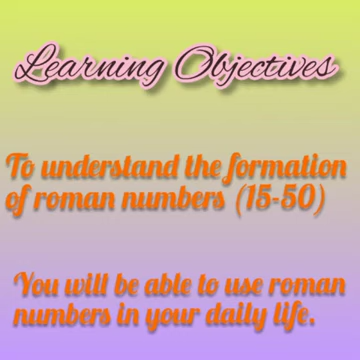 Learning Objectives
To understand the formation
of roman numbers (15-50)
You will be able to use roman
numbers in your daily life.